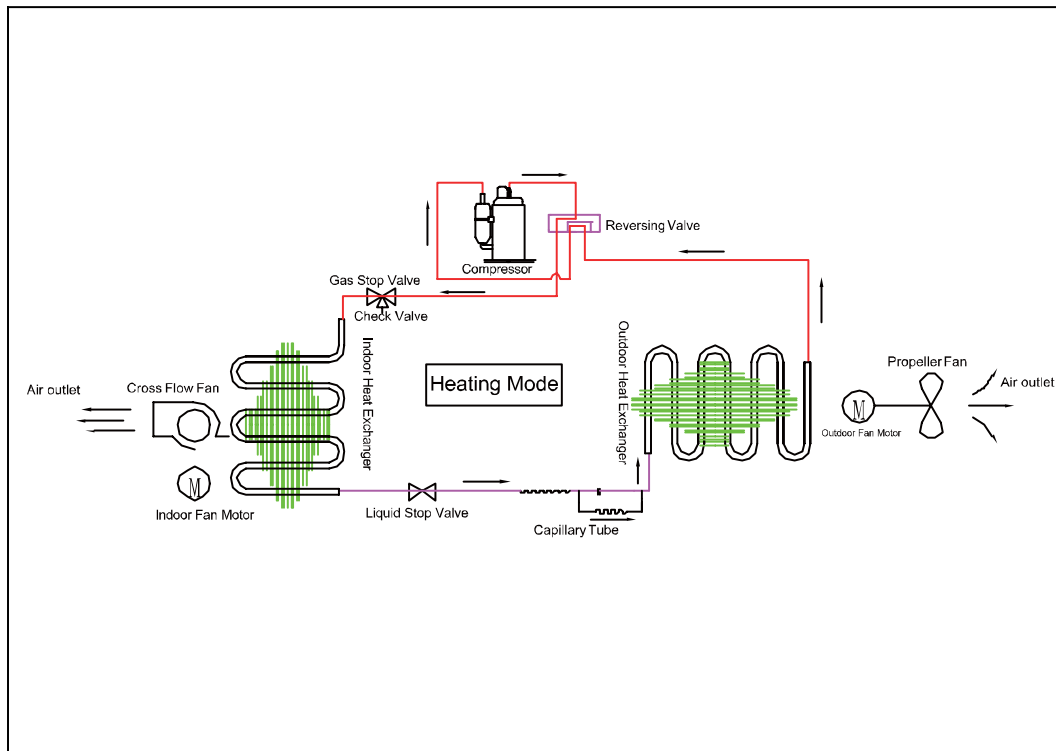 Reversing Valve
Compressor
Gas Stop Valve
Check Valve
Indoor Heat Exchanger
Outdoor Heat Exchanger
Heating Mode
Air outlet
Cross Flow Fan
M
Indoor Fan Motor
Propeller Fan
Air outlet
M
Outdoor Fan Motor
Liquid Stop Valve
Capillary Tube